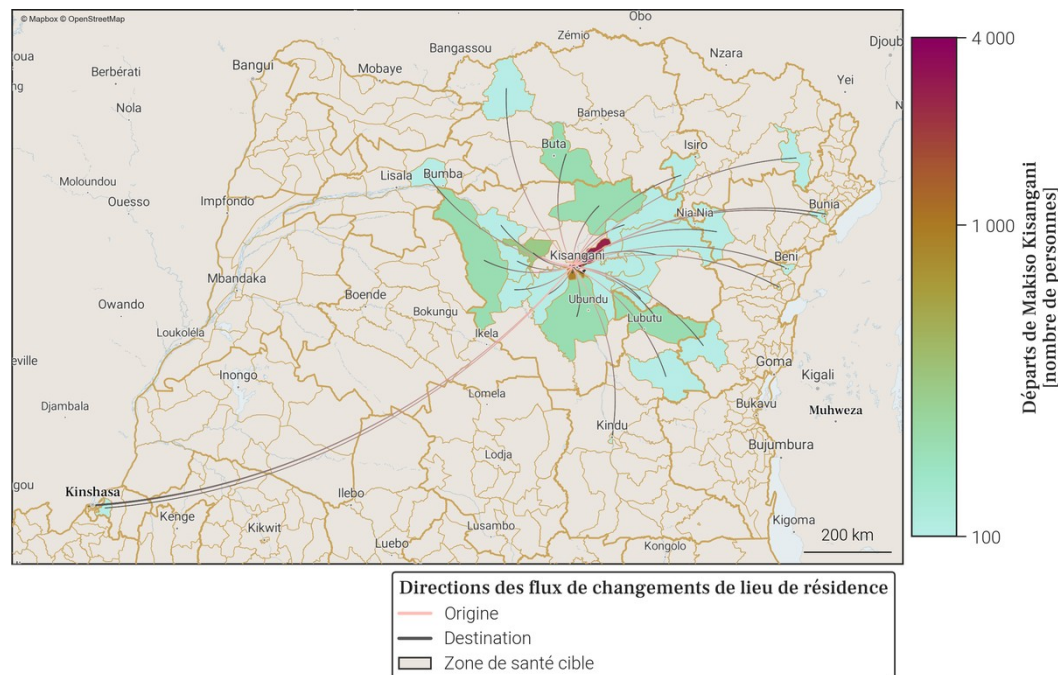 © Mapbox © OpenStreetMap
Obo
Zémio
Bangassou
Nzara
Djoub
oua
Berbérati
Bangui
Mobaye
Yei
ng
Nola
Bambesa
Buta
Isiro
Lisala
Bumba
Moloundou
Ouesso
Impfondo
Nia Nia
Bunia
Kisangani
Beni
Mbandaka
Boende
Ubundu
Owando
Bokungu
Lubutu
Loukoléla
Ikela
eville
Inongo
Goma
Kigali
Djambala
Lomela
Bukavu
Muhweza
Kindu
Bujumbura
Lodja
gou
Kinshasa
Ilebo
Kenge
Kikwit
Lusambo
Kigoma
Luebo
Kongolo
200 km
4 000
1 000
100
Départs de Makiso Kisangani
[nombre de personnes]
Directions des flux de changements de lieu de résidence
Origine
Destination
Zone de santé cible